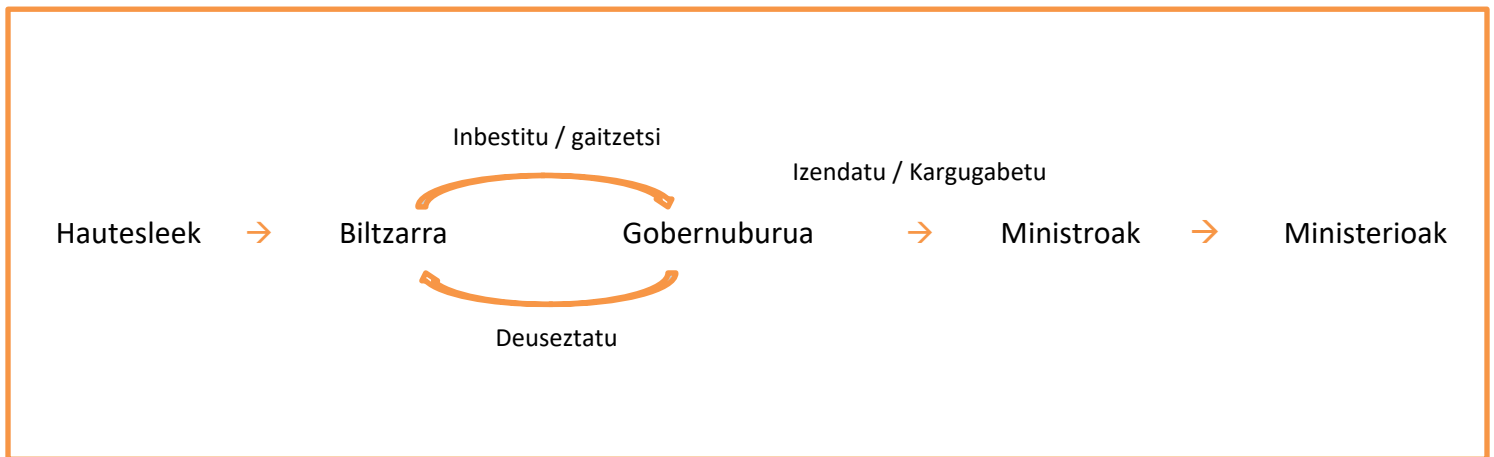 Inbestitu / gaitzetsi
Izendatu / Kargugabetu
Hautesleek → Biltzarra Gobernuburua → Ministroak → Ministerioak
Deuseztatu